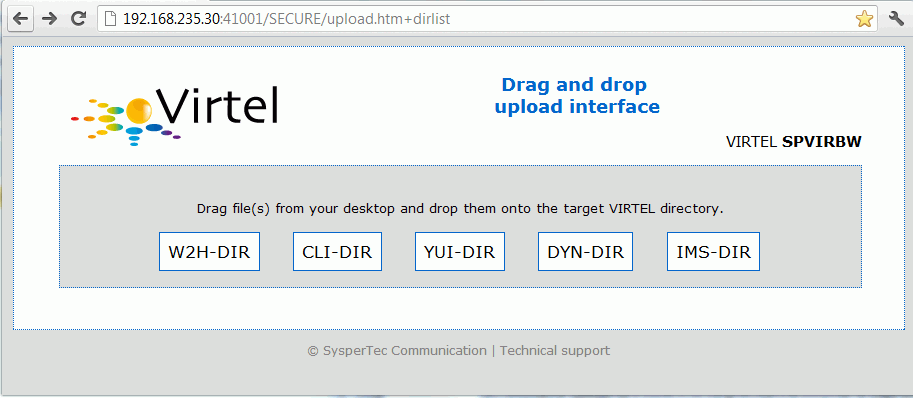 192.168.235.30:41001/SECURE/upload.htm+dirlist
Virtel
Drag and drop
upload interface
VIRTEL SPVIRBW
Drag file(s) from your desktop and drop them onto the target VIRTEL directory.
W2H-DIR CLI-DIR YUI-DIR DYN-DIR IMS-DIR
© SysperTec Communication | Technical support